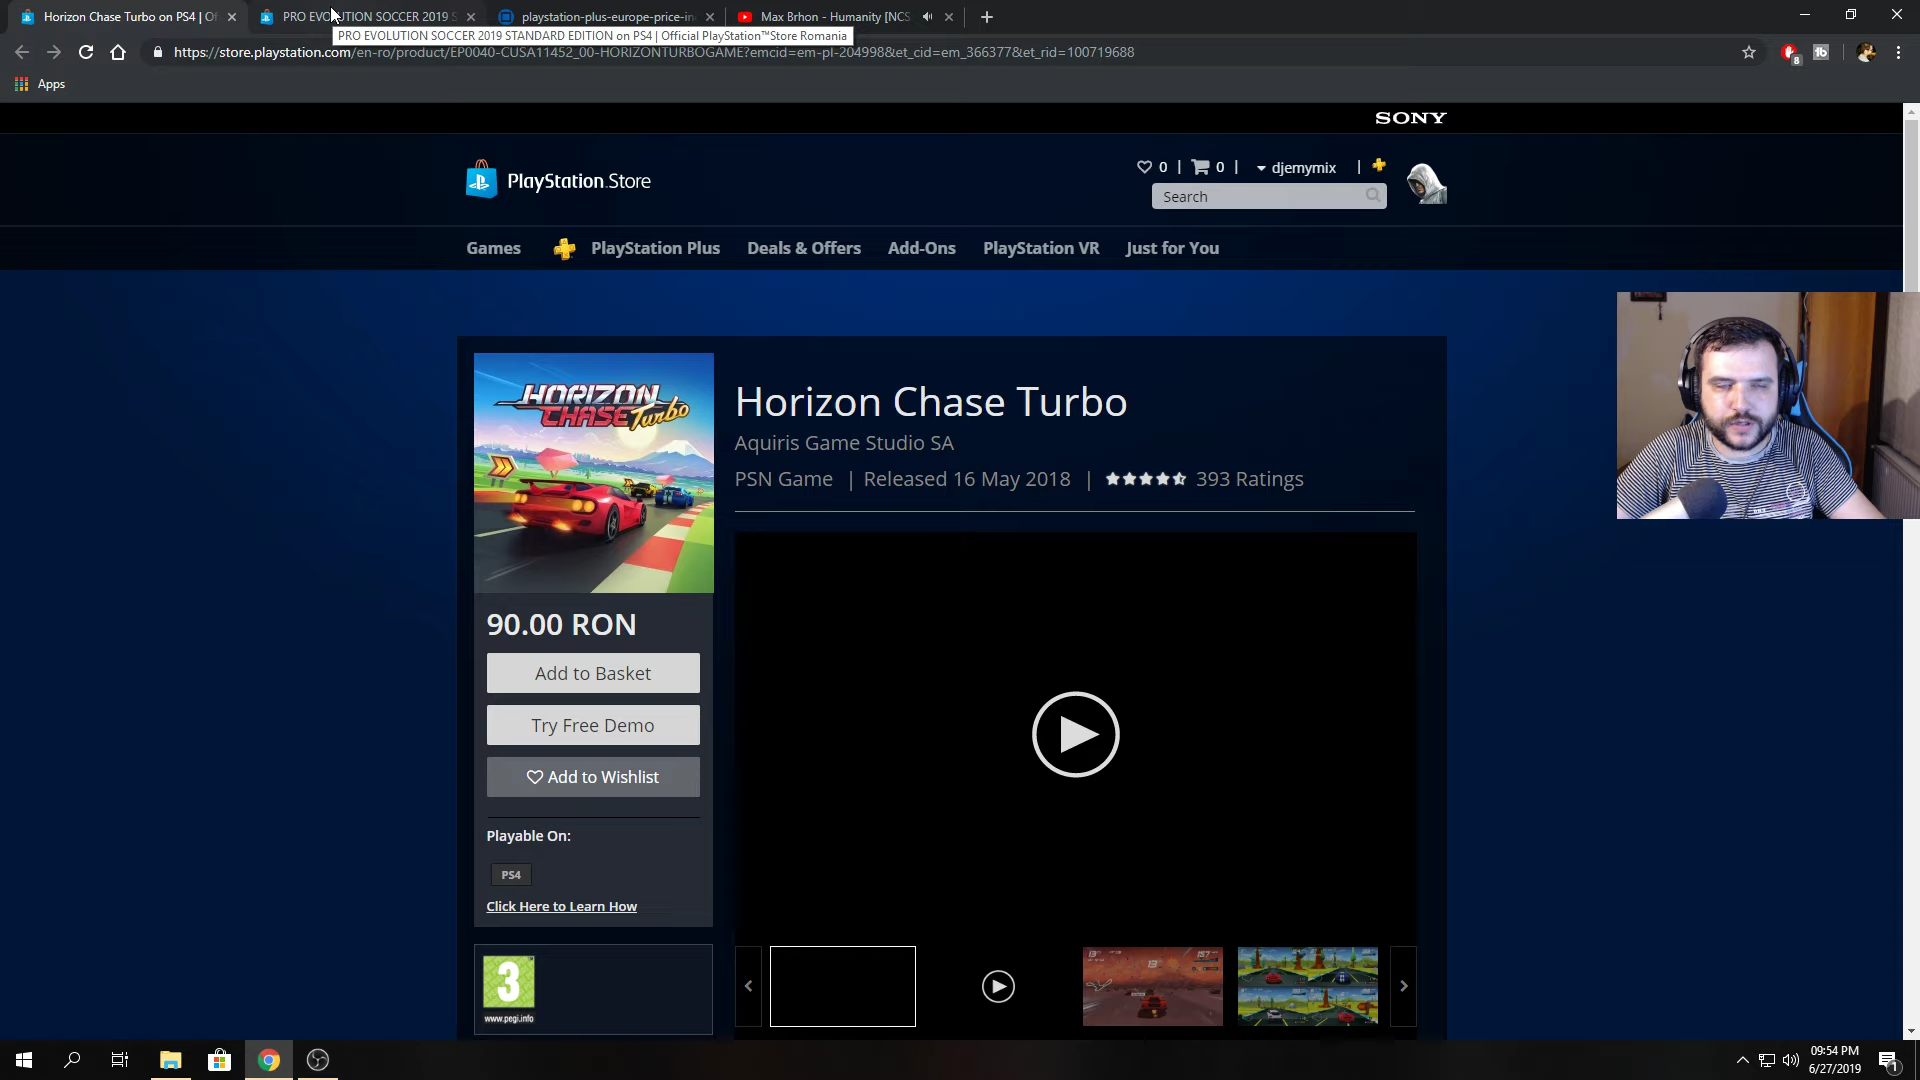 Horizon Chase Turbo on PS4 | Of
PRO EVOLUTION SOCCER 2019 S
playstation-plus-europe-price-in
Max Brhon - Humanity [NCS
PRO EVOLUTION SOCCER 2019 STANDARD EDITION on PS4 | Official PlayStation™Store Romania
https://store.playstation.com/en-ro/product/EP0040-CUSA11452_00-HORIZONTURBOGAME?emcid=em-pl-204998&et_cid=em_366377&et_rid=100719688
8
Apps
SONY
PlayStation.Store
0 | 0 | djemymix |
Search
Games PlayStation Plus Deals & Offers Add-Ons PlayStation VR Just for You
HORIZON
CHASE Turbo
Horizon Chase Turbo
Aquiris Game Studio SA
PSN Game | Released 16 May 2018 | 393 Ratings
90.00 RON
Add to Basket
Try Free Demo
Add to Wishlist
Playable On:
PS4
Click Here to Learn How
3
www.pegi.info
09:54 PM
6/27/2019
1